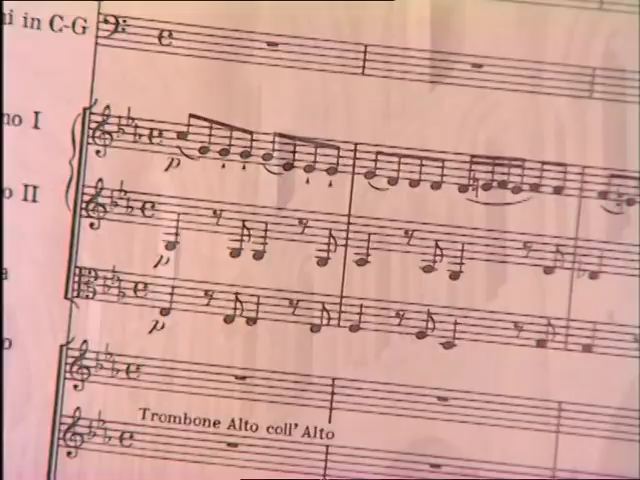 i in C-G
no I
p
o II
p
a
p
o
Trombone Alto coll' Alto